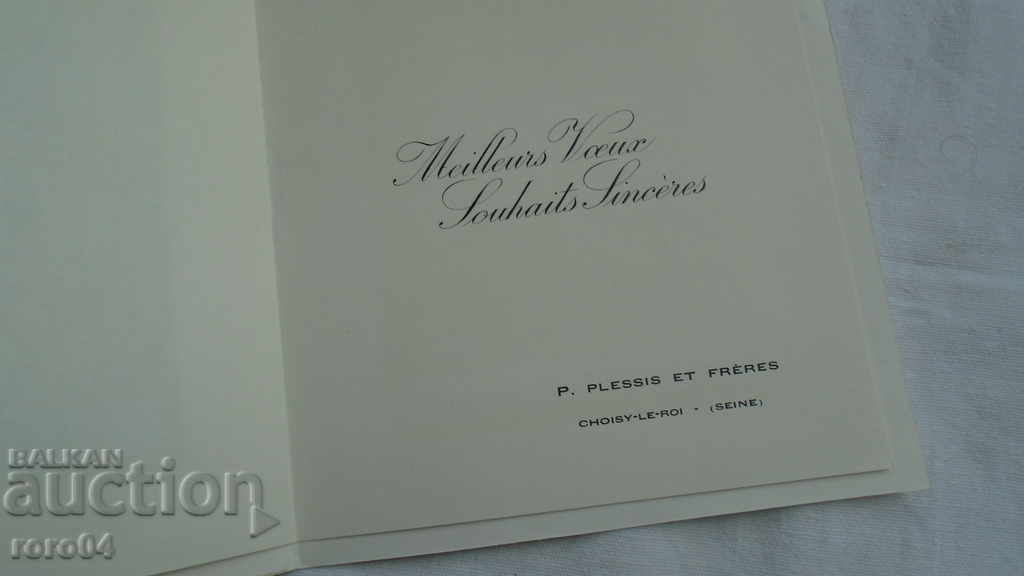 Meilleurs Vœux
Souhaits Sincères
P. PLESSIS ET FRÈRES
CHOISY-LE-ROI - (SEINE)
BALKAN
auction
roro04